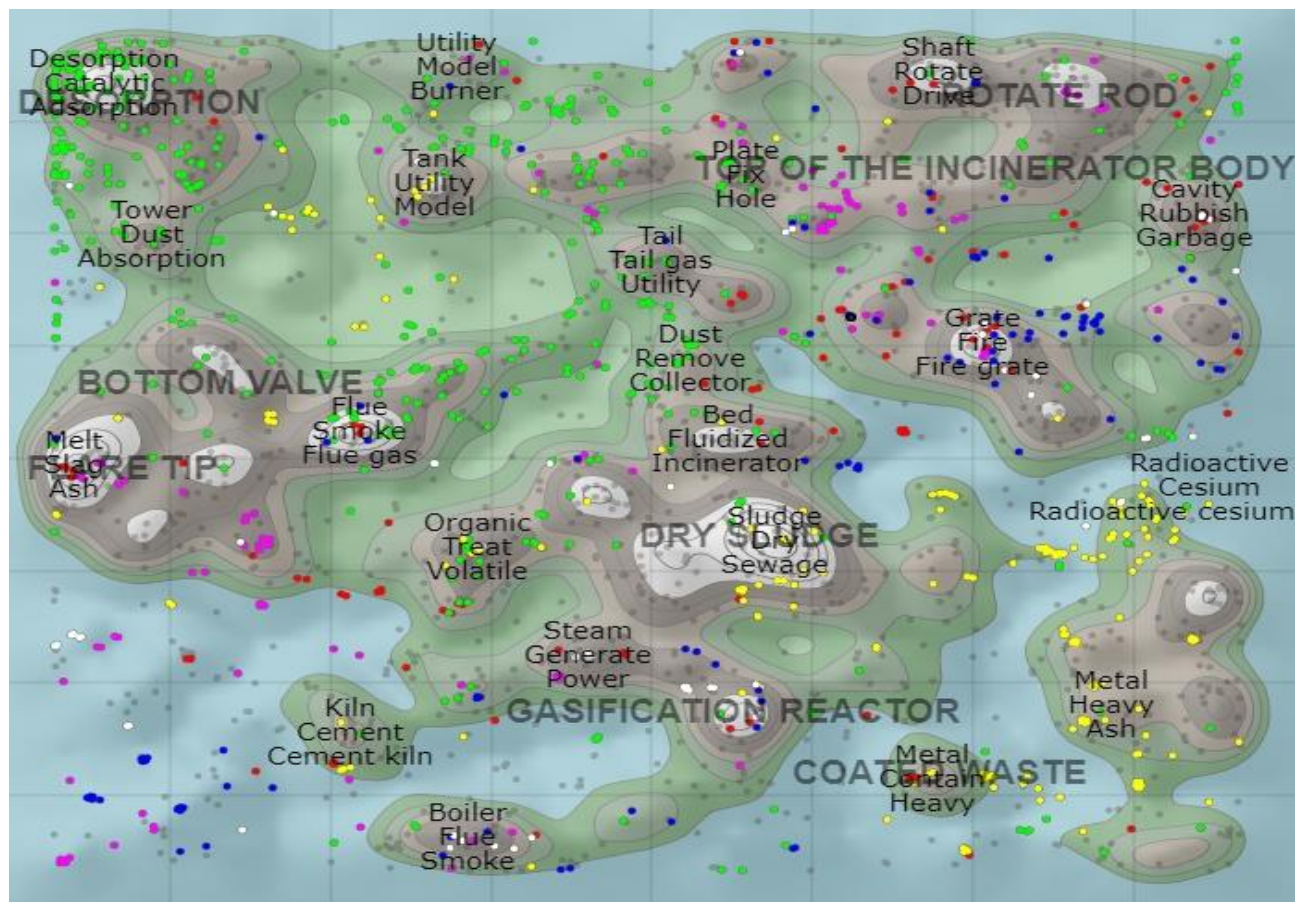 Desorption
Catalytic
Adsorption
DESORPTION
Utility
Model
Burner
Shaft
Rotate
Drive
ROTATE ROD
Tank
Utility
Model
Plate
Fix
Hole
TOP OF THE INCINERATOR BODY
Cavity
Rubbish
Garbage
Tower
Dust
Absorption
Tail
Tail gas
Utility
Dust
Remove
Collector
Grate
Fire
Fire grate
BOTTOM VALVE
Flue
Smoke
Flue gas
Bed
Fluidized
Incinerator
Melt
Slag
Ash
FLARE TIP
Radioactive
Cesium
Radioactive cesium
Organic
Treat
Volatile
Sludge
Dry
Sewage
DRY SLUDGE
Steam
Generate
Power
GASIFICATION REACTOR
Metal
Heavy
Ash
Kiln
Cement
Cement kiln
Metal
Contain
Heavy
COATED WASTE
Boiler
Flue
Smoke